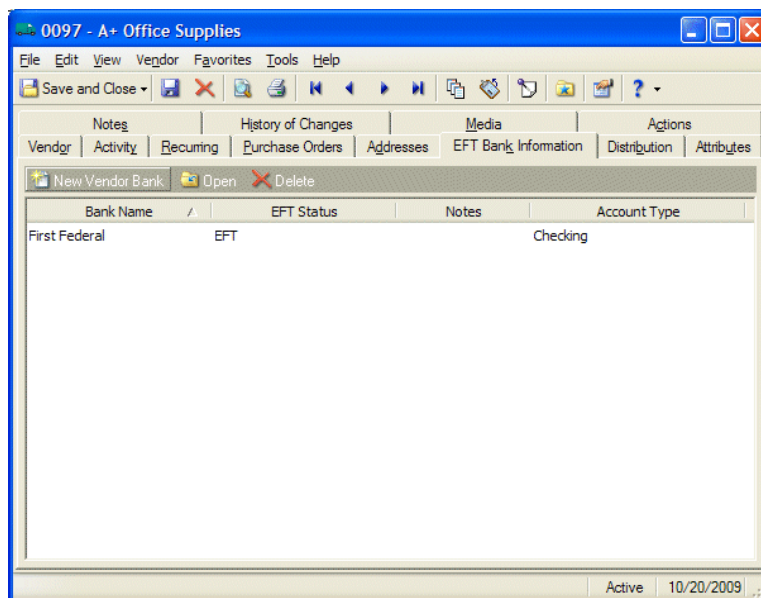 0097 - A+ Office Supplies
File Edit View Vendor Favorites Tools Help
Save and Close ?
Notes History of Changes Media Actions
Vendor Activity Recurring Purchase Orders Addresses EFT Bank Information Distribution Attributes
New Vendor Bank Open Delete
Bank Name EFT Status Notes Account Type
First Federal EFT Checking
Active 10/20/2009